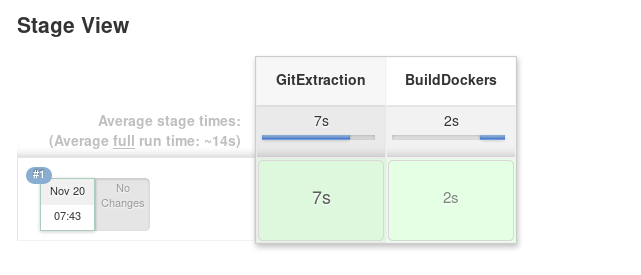 Stage View
GitExtraction
BuildDockers
Average stage times:
7s
2s
(Average full run time: ~14s)
#1
Nov 20
No
Changes
07:43
7s
2s